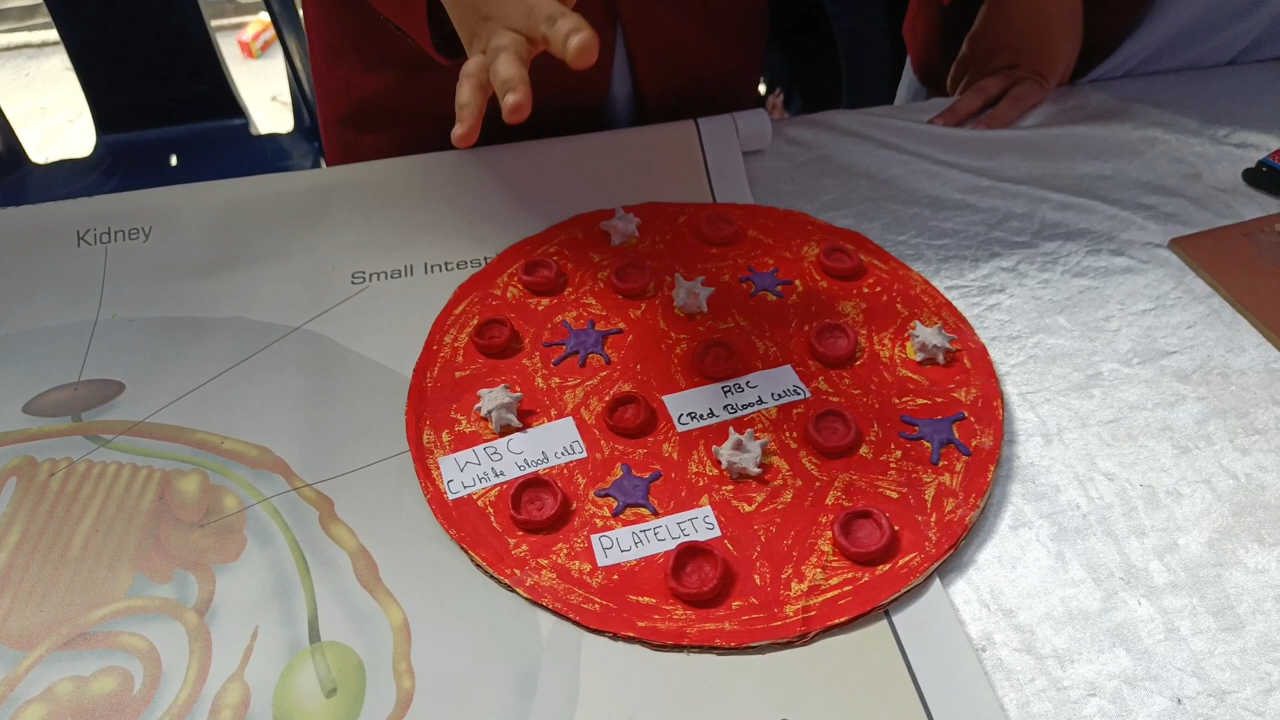 Kidney
Small Intest
RBC
(Red Blood Cells)
WBC
[White blood cell]
PLATELETS